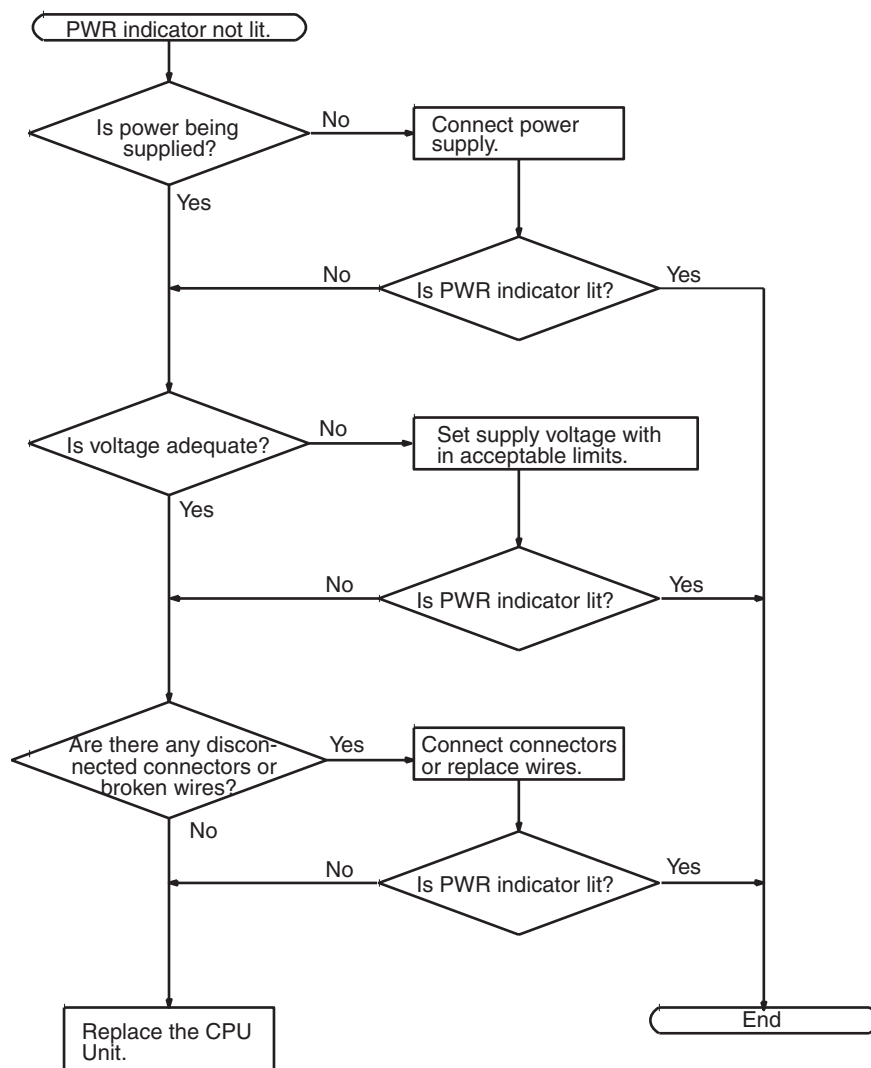 PWR indicator not lit.
Is power being
supplied?
No
Connect power
supply.
Yes
No
Is PWR indicator lit?
Yes
Is voltage adequate?
No
Set supply voltage with
in acceptable limits.
Yes
No
Is PWR indicator lit?
Yes
Are there any discon-
nected connectors or
broken wires?
Yes
Connect connectors
or replace wires.
No
No
Is PWR indicator lit?
Yes
Replace the CPU
Unit.
End